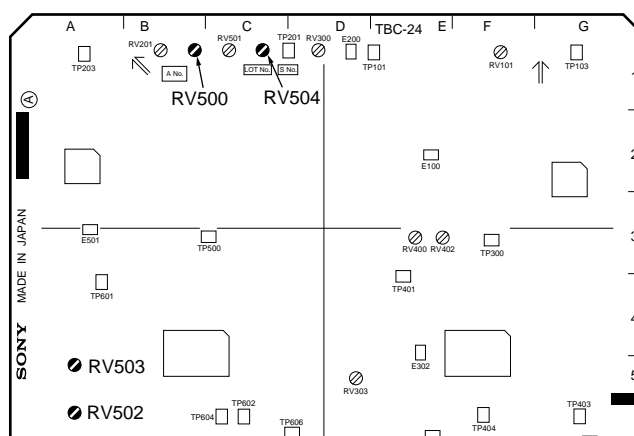 A B C D TBC-24 E F G
RV201 RV501 TP201 RV300 E200 RV101
TP203 TP101 TP103
A No. LOT No. S No.
1
RV500 RV504
A
2
E100
3
E501 TP500 RV400 RV402 TP300
TP601 TP401
MADE IN JAPAN
4
SONY
E302
RV503
5
RV303
RV502 TP604 TP602 TP403
TP606 TP404